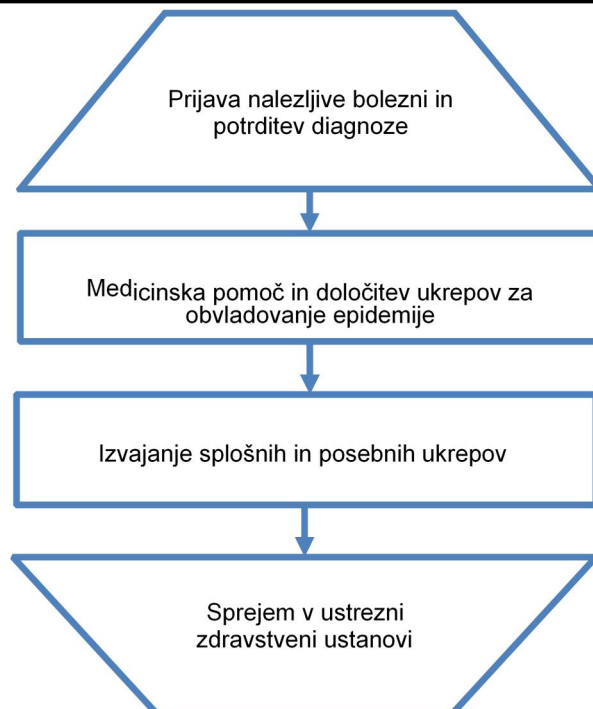 Prijava nalezljive bolezni in
potrditev diagnoze
Medicinska pomoč in določitev ukrepov za
obvladovanje epidemije
Izvajanje splošnih in posebnih ukrepov
Sprejem v ustrezni
zdravstveni ustanovi